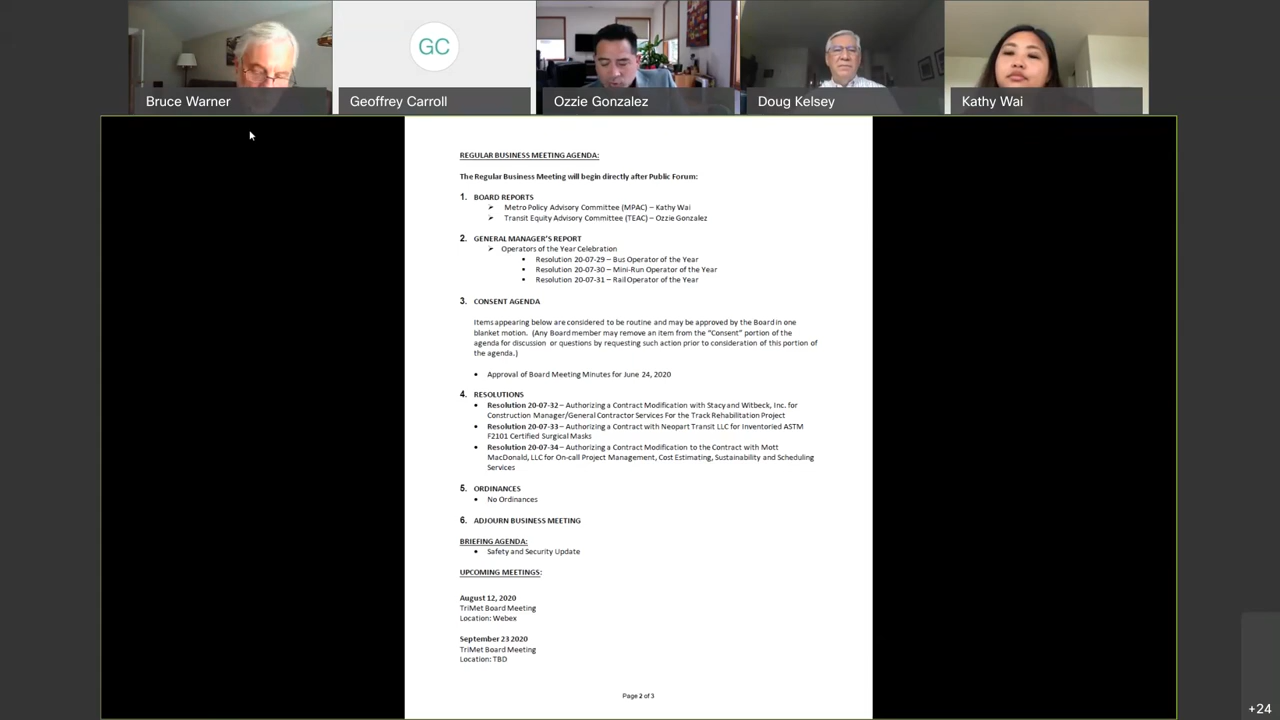 GC
Bruce Warner
Geoffrey Carroll
Ozzie Gonzalez
Doug Kelsey
Kathy Wai
REGULAR BUSINESS MEETING AGENDA:
The Regular Business Meeting will begin directly after Public Forum:
1. BOARD REPORTS
➢ Metro Policy Advisory Committee (MPAC) – Kathy Wai
➢ Transit Equity Advisory Committee (TEAC) – Ozzie Gonzalez
2. GENERAL MANAGER'S REPORT
➢ Operators of the Year Celebration
• Resolution 20-07-29 – Bus Operator of the Year
• Resolution 20-07-30 – Mini-Run Operator of the Year
• Resolution 20-07-31 – Rail Operator of the Year
3. CONSENT AGENDA
Items appearing below are considered to be routine and may be approved by the Board in one
blanket motion. (Any Board member may remove an item from the "Consent" portion of the
agenda for discussion or questions by requesting such action prior to consideration of this portion of
the agenda.)
• Approval of Board Meeting Minutes for June 24, 2020
4. RESOLUTIONS
• Resolution 20-07-32 – Authorizing a Contract Modification with Stacy and Witbeck, Inc. for
Construction Manager/General Contractor Services For the Track Rehabilitation Project
• Resolution 20-07-33 – Authorizing a Contract with Neopart Transit LLC for Inventoried ASTM
F2101 Certified Surgical Masks
• Resolution 20-07-34 – Authorizing a Contract Modification to the Contract with Mott
MacDonald, LLC for On-call Project Management, Cost Estimating, Sustainability and Scheduling
Services
5. ORDINANCES
• No Ordinances
6. ADJOURN BUSINESS MEETING
BRIEFING AGENDA:
• Safety and Security Update
UPCOMING MEETINGS:
August 12, 2020
TriMet Board Meeting
Location: Webex
September 23 2020
TriMet Board Meeting
Location: TBD
Page 2 of 3
+24